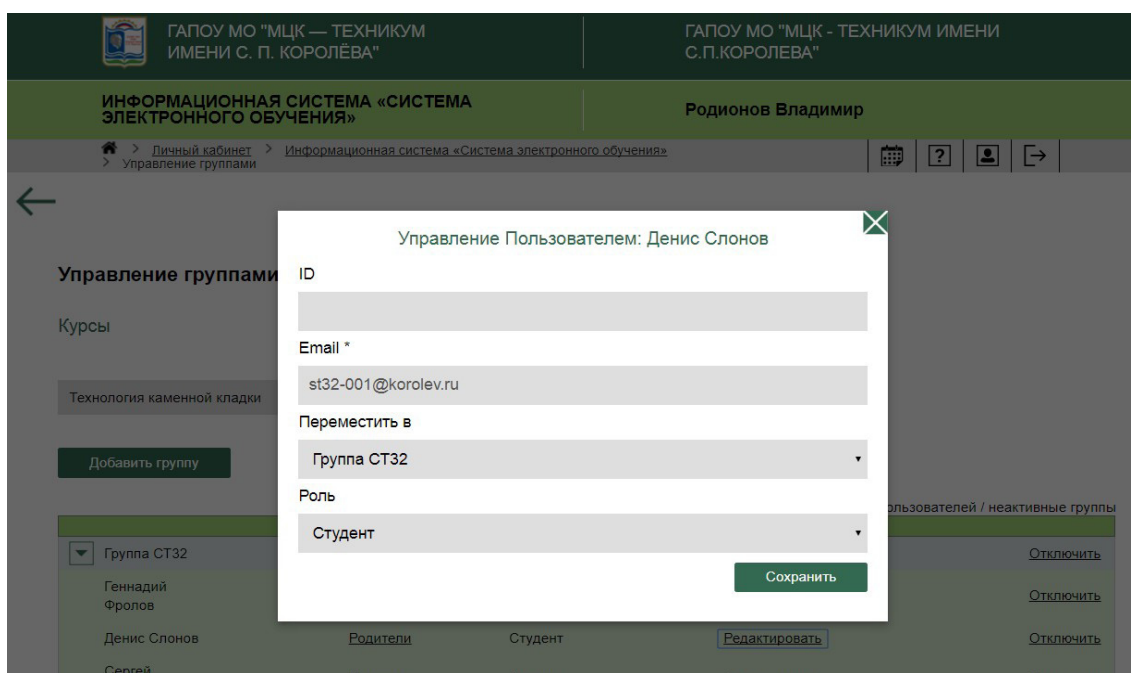 ГАПОУ МО "МЦК — ТЕХНИКУМ
ИМЕНИ С. П. КОРОЛЁВА"
ГАПОУ МО "МЦК - ТЕХНИКУМ ИМЕНИ
С.П.КОРОЛЕВА"
ИНФОРМАЦИОННАЯ СИСТЕМА «СИСТЕМА
ЭЛЕКТРОННОГО ОБУЧЕНИЯ»
Родионов Владимир
> Личный кабинет > Информационная система «Система электронного обучения»
> Управление группами
Управление Пользователем: Денис Слонов
Управление группами
ID
Курсы
Email *
st32-001@korolev.ru
Технология каменной кладки
Переместить в
Группа СТ32
Добавить группу
Роль
пользователей / неактивные группы
Студент
Группа СТ32 Отключить
Сохранить
Геннадий
Фролов
Отключить
Денис Слонов Родители Студент Редактировать Отключить
Сергей